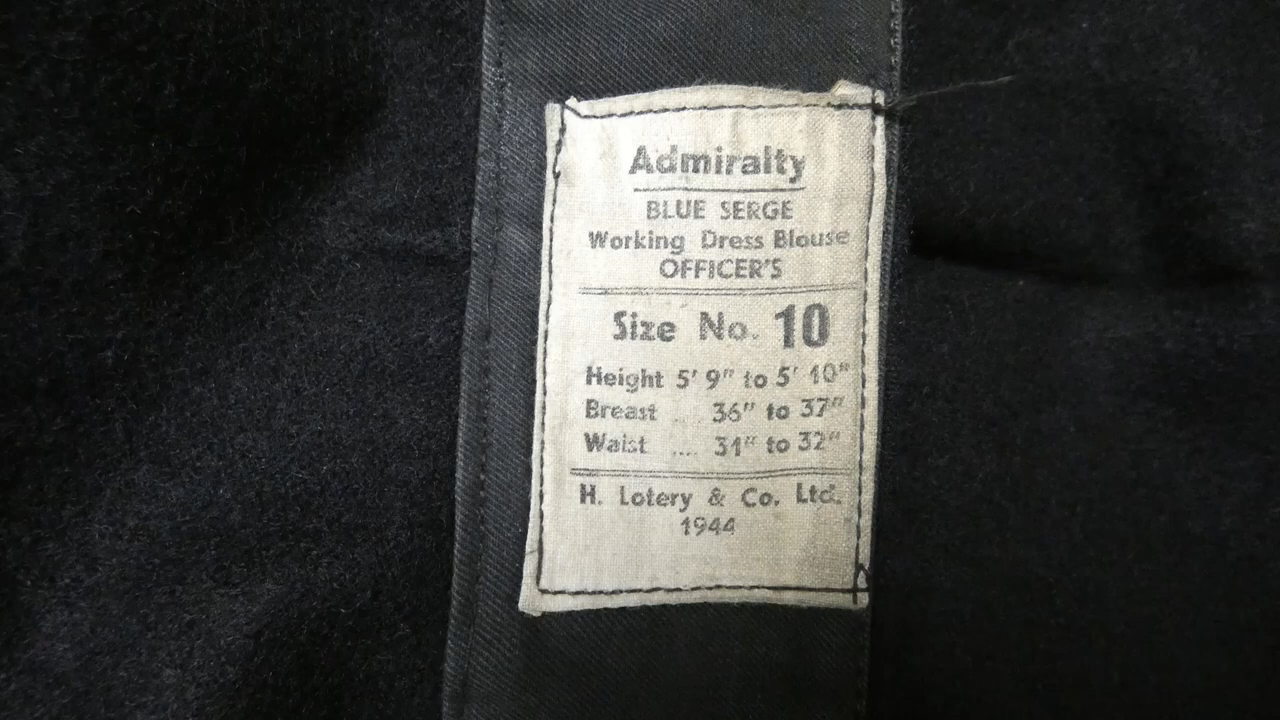 Admiralty
BLUE SERGE
Working Dress Blouse
OFFICER'S
Size No. 10
Height 5' 9" to 5' 10"
Breast ... 36" to 37"
Waist .... 31" to 32"
H. Lotery & Co. Ltd.
1944